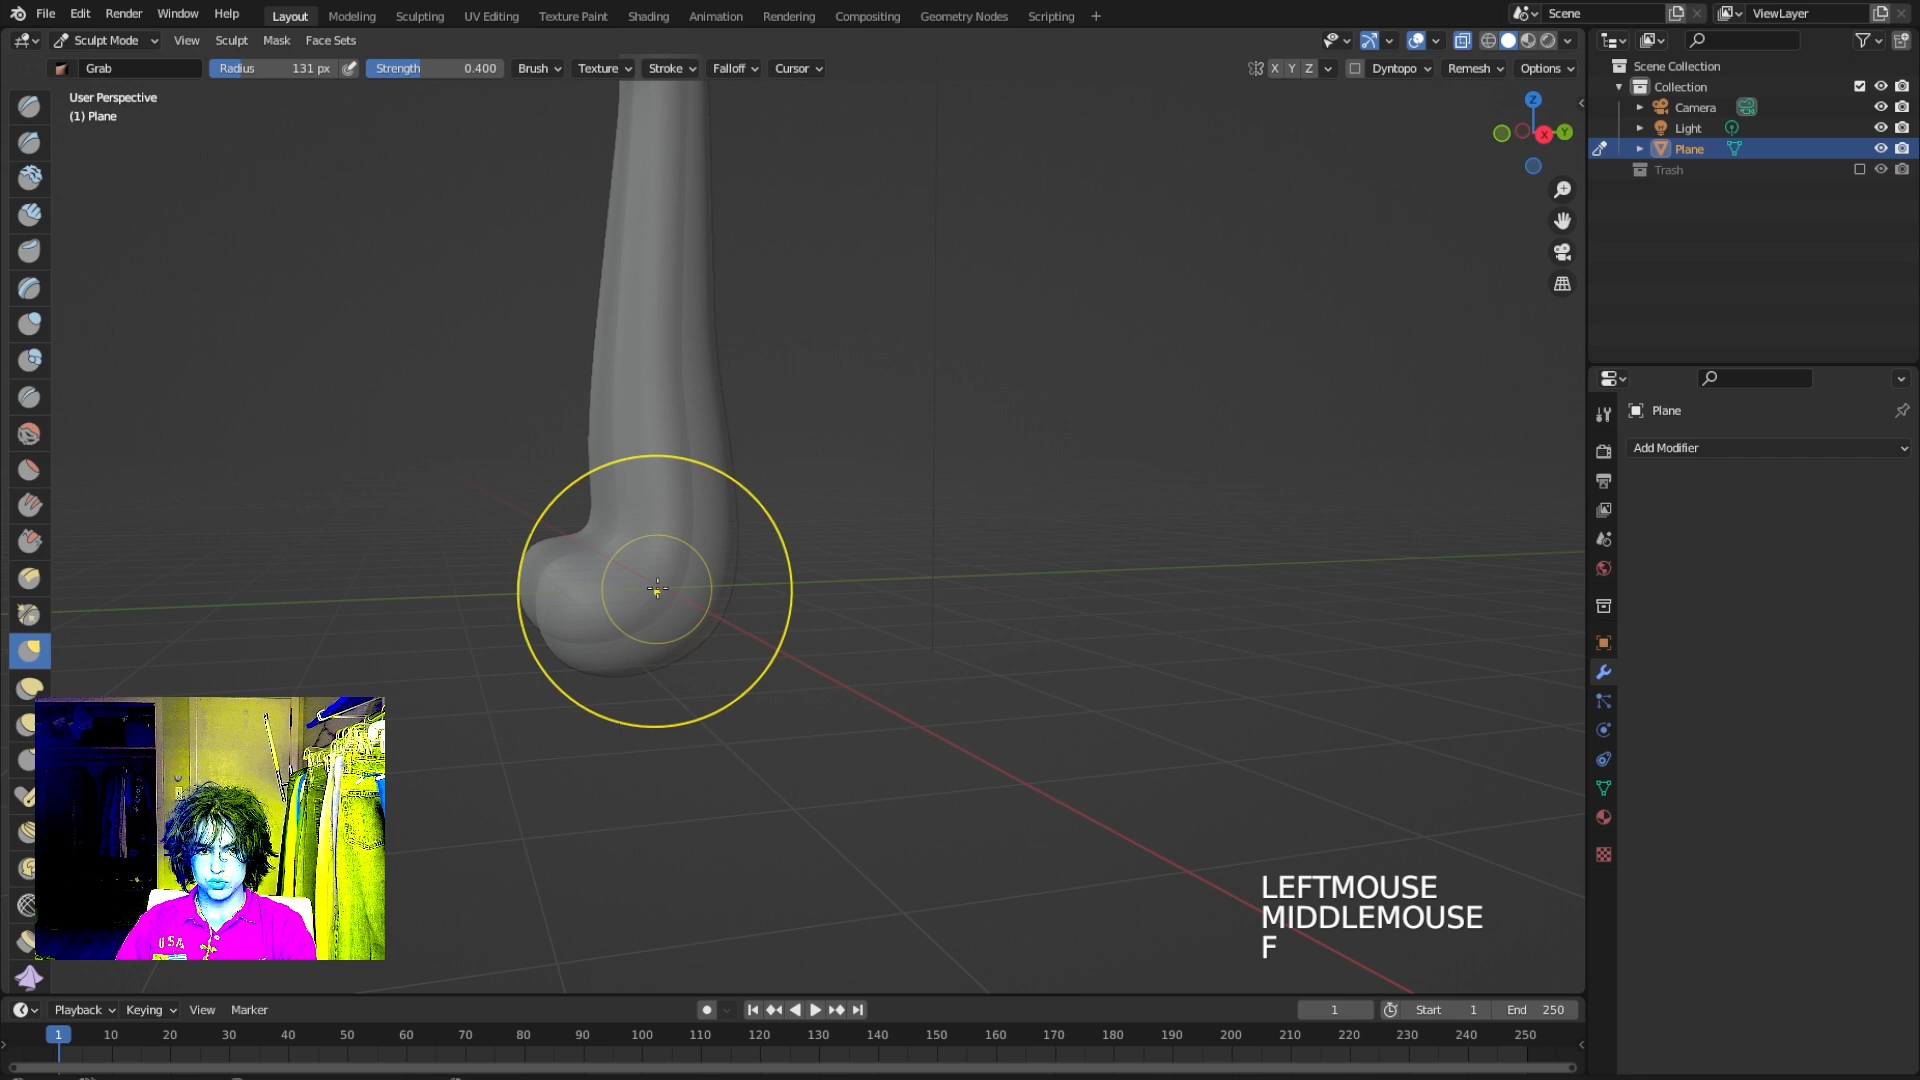 File Edit Render Window Help Layout Modeling Sculpting UV Editing Texture Paint Shading Animation Rendering Compositing Geometry Nodes Scripting + Scene ViewLayer
Sculpt Mode View Sculpt Mask Face Sets
Grab Radius 131 px Strength 0.400 Brush Texture Stroke Falloff Cursor X Y Z Dyntopo Remesh Options
User Perspective
(1) Plane
Z
X Y
Scene Collection
Collection
Camera
Light
Plane
Trash
Plane
Add Modifier
USA
LEFTMOUSE
MIDDLEMOUSE
F
Playback Keying View Marker 1 Start 1 End 250
1 10 20 30 40 50 60 70 80 90 100 110 120 130 140 150 160 170 180 190 200 210 220 230 240 250